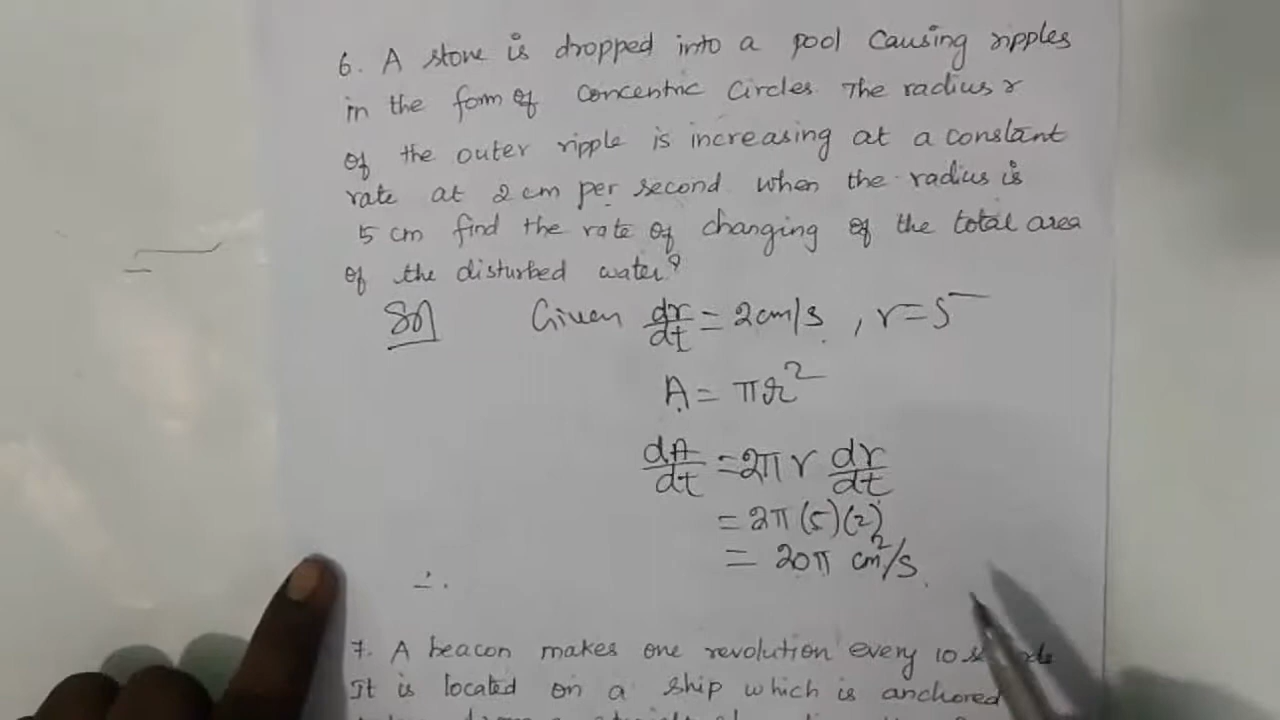 6. A stone is dropped into a pool causing ripples
in the form of concentric circles. The radius r
of the outer ripple is increasing at a constant
rate at 2 cm per second when the radius is
5 cm find the rate of changing of the total area
of the disturbed water?
Sol Given dr/dt = 2cm/s, r=5
A = πr²
dA/dt = 2πr dr/dt
= 2π(5)(2)
= 20π cm²/s.
∴
7. A beacon makes one revolution every 10
It is located on a ship which is anchored